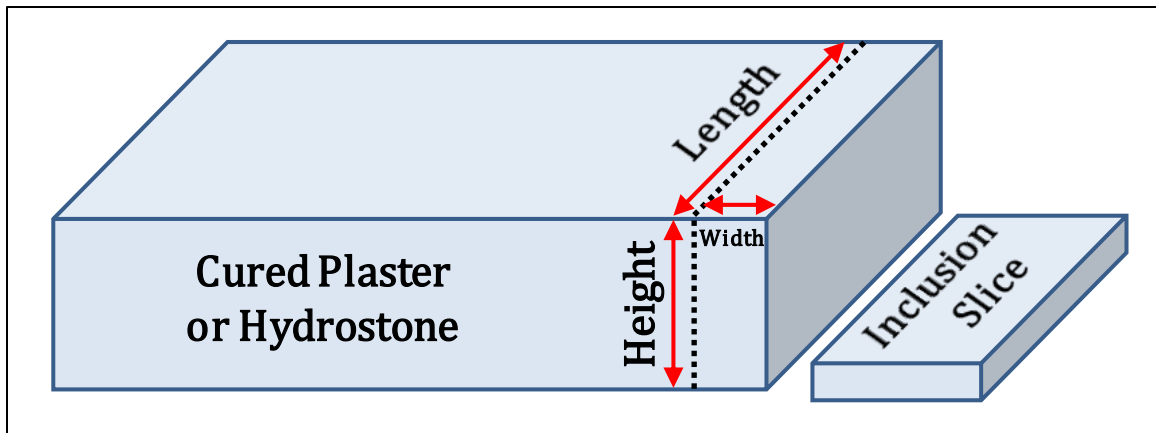 Length
Width
Height
Cured Plaster
or Hydrostone
Inclusion
Slice